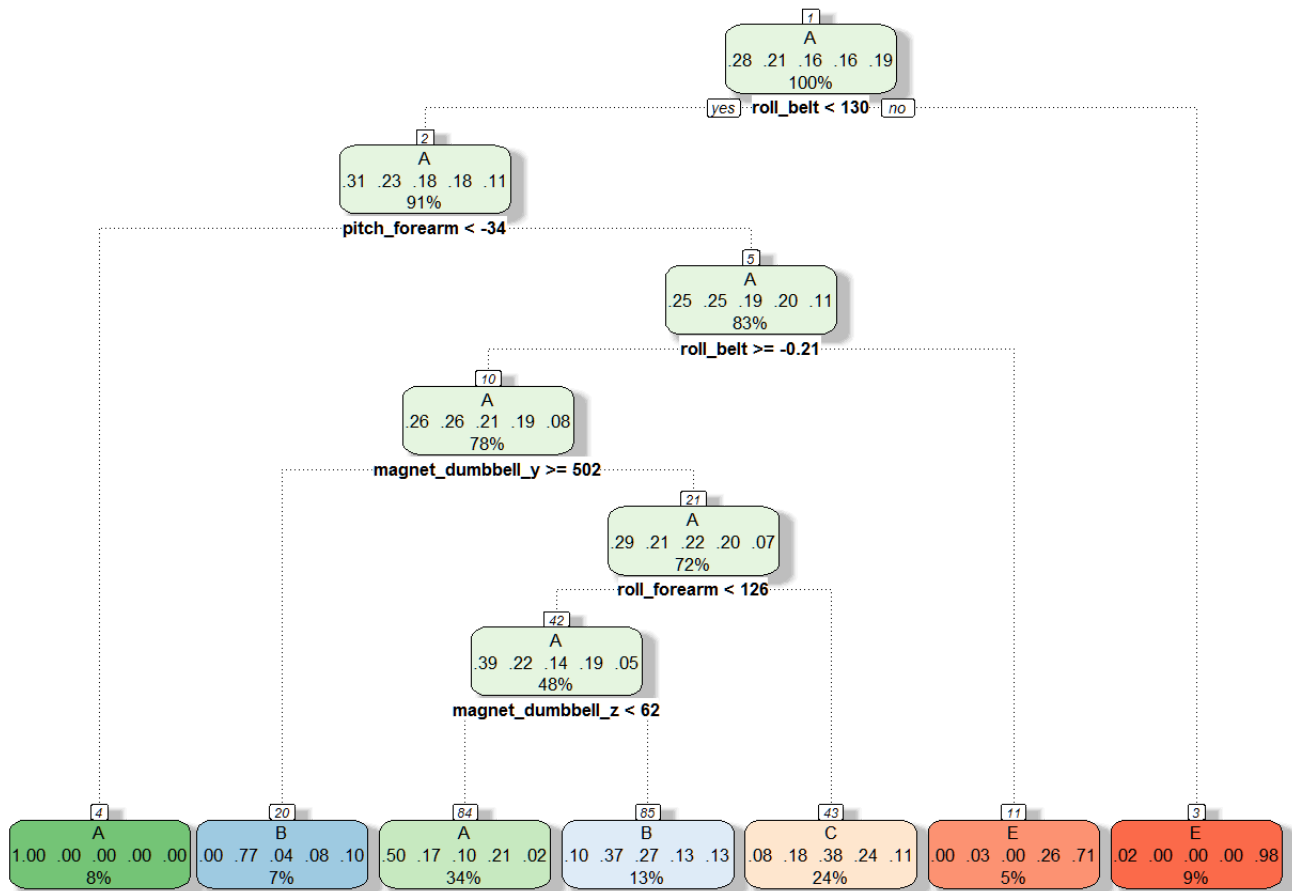 1
A
.28 .21 .16 .16 .19
100%
yes roll_belt < 130 no
2
A
.31 .23 .18 .18 .11
91%
pitch_forearm < -34
5
A
.25 .25 .19 .20 .11
83%
roll_belt >= -0.21
10
A
.26 .26 .21 .19 .08
78%
magnet_dumbbell_y >= 502
21
A
.29 .21 .22 .20 .07
72%
roll_forearm < 126
42
A
.39 .22 .14 .19 .05
48%
magnet_dumbbell_z < 62
4
A
1.00 .00 .00 .00 .00
8%
20
B
.00 .77 .04 .08 .10
7%
84
A
.50 .17 .10 .21 .02
34%
85
B
.10 .37 .27 .13 .13
13%
43
C
.08 .18 .38 .24 .11
24%
11
E
.00 .03 .00 .26 .71
5%
3
E
.02 .00 .00 .00 .98
9%